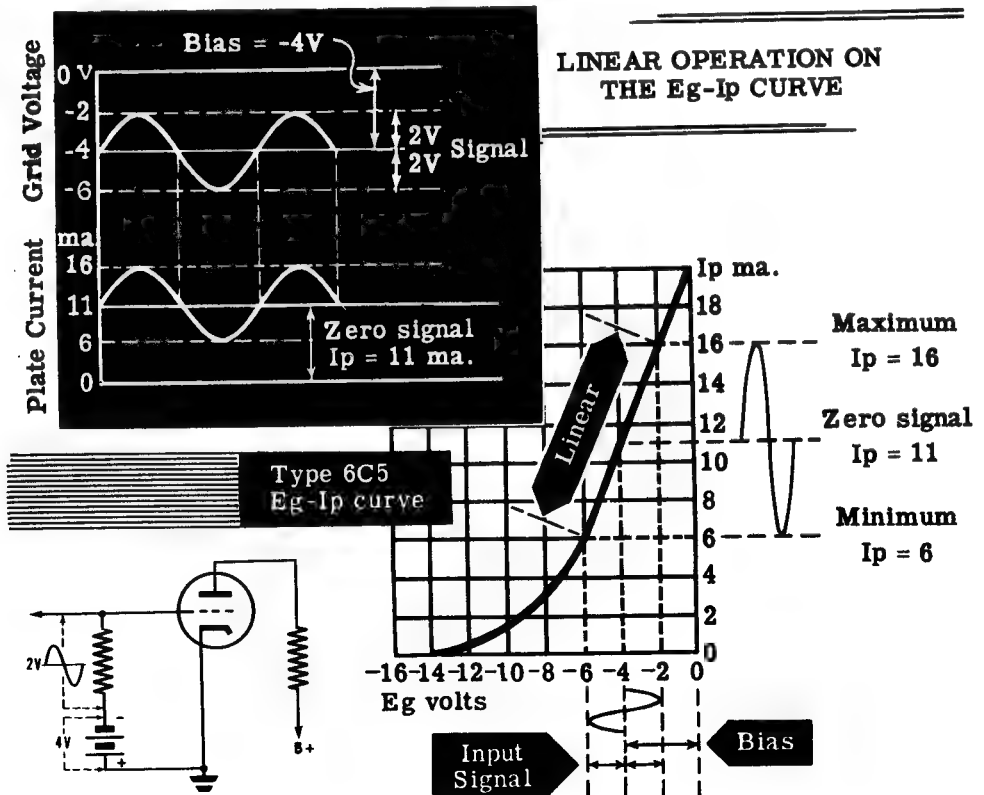 LINEAR OPERATION ON
THE Eg-Ip CURVE
Grid Voltage
Bias = -4V
0 V
-2
-4
-6
2V
2V
Signal
Plate Current
ma
16
11
6
0
Zero signal
Ip = 11 ma.
Type 6C5
Eg-Ip curve
Linear
Ip ma.
18
16
14
12
10
8
6
4
2
0
-16 -14 -12 -10 -8 -6 -4 -2 0
Eg volts
Maximum
Ip = 16
Zero signal
Ip = 11
Minimum
Ip = 6
2V
4V
-
+
B+
Input
Signal
Bias